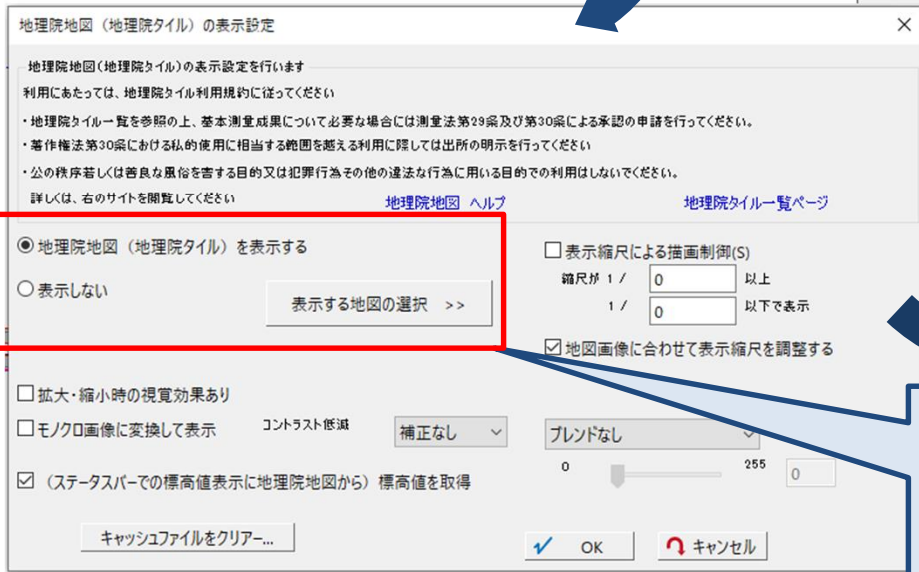 地理院地図（地理院タイル）の表示設定
地理院地図(地理院タイル)の表示設定を行います
利用にあたっては、地理院タイル利用規約に従ってください
・地理院タイル一覧を参照の上、基本測量成果について必要な場合には測量法第29条及び第30条による承認の申請を行ってください。
・著作権法第30条における私的使用に相当する範囲を越える利用に際しては出所の明示を行ってください
・公の秩序若しくは善良な風俗を害する目的又は犯罪行為その他の違法な行為に用いる目的での利用はしないでください。
詳しくは、右のサイトを閲覧してください 地理院地図 ヘルプ 地理院タイル一覧ページ
地理院地図（地理院タイル）を表示する
表示しない
表示する地図の選択 >>
表示縮尺による描画制御(S)
縮尺が 1 / 0 以上
1 / 0 以下で表示
地図画像に合わせて表示縮尺を調整する
拡大・縮小時の視覚効果あり
モノクロ画像に変換して表示 コントラスト低減 補正なし ブレンドなし
0 255 0
（ステータスバーでの標高値表示に地理院地図から）標高値を取得
キャッシュファイルをクリアー... OK キャンセル